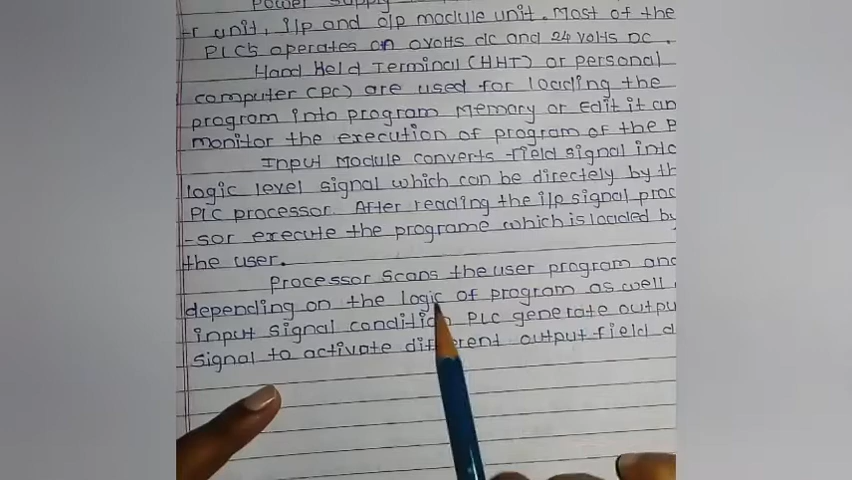 Power supply
-r unit, i/p and o/p module unit. Most of the
PLC's operates on 0volts dc and 24 volts DC.
Hand Held Terminal (HHT) or personal
computer (PC) are used for loading the
program into program Memory or Edit it an
monitor the execution of program of the P
Input Module converts field signal into
logic level signal which can be directely by th
PLC processor. After reading the i/p signal proc
-sor execute the programe which is loaded by
the user.
Processor scans the user program and
depending on the logic of program as well
input signal condition PLC generate outpu
signal to activate different output field d